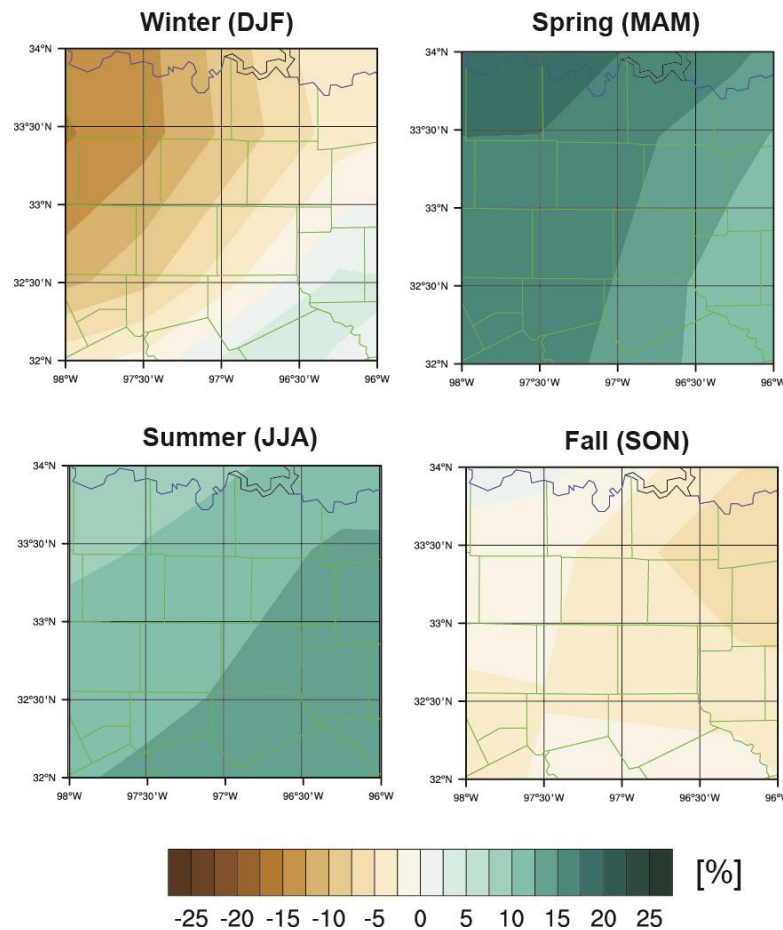 Winter (DJF)
Spring (MAM)
34°N
33°30'N
33°N
32°30'N
32°N
98°W
97°30'W
97°W
96°30'W
96°W
34°N
33°30'N
33°N
32°30'N
32°N
98°W
97°30'W
97°W
96°30'W
96°W
Summer (JJA)
Fall (SON)
34°N
33°30'N
33°N
32°30'N
32°N
98°W
97°30'W
97°W
96°30'W
96°W
34°N
33°30'N
33°N
32°30'N
32°N
98°W
97°30'W
97°W
96°30'W
96°W
[%]
-25 -20 -15 -10 -5 0 5 10 15 20 25